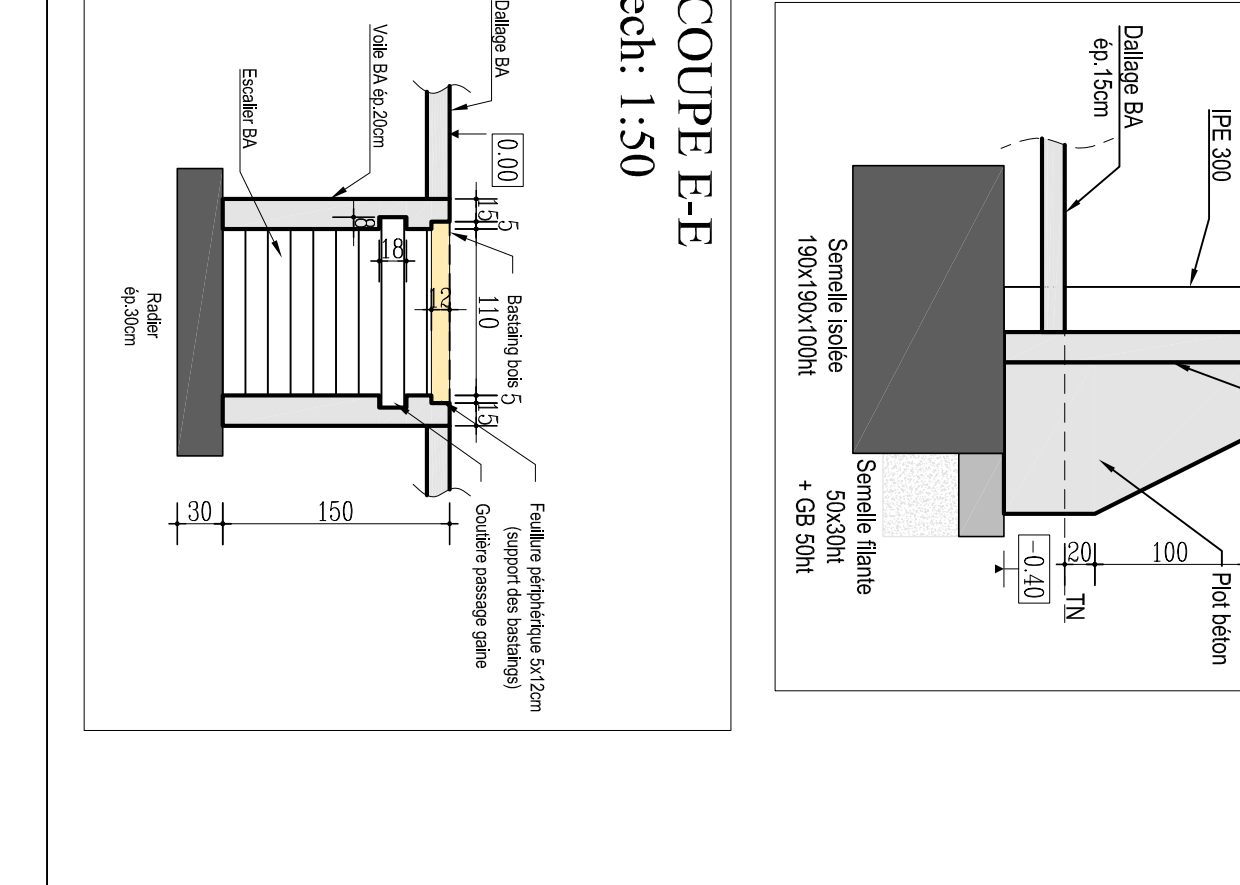 COUPE E-E
ech: 1:50
Dallage BA
Voile BA ép.20cm
Escalier BA
0.00
15
5
110
5
15
8
18
12
Bastaing bois
Radier
ép.30cm
30
150
Feuillure périphérique 5x12cm
(support des bastaings)
Goutière passage gaine
IPE 300
Dallage BA
ép.15cm
Semelle isolée
190x190x100ht
Semelle filante
50x30ht
+ GB 50ht
-0.40
20
100
TN
Plot béton